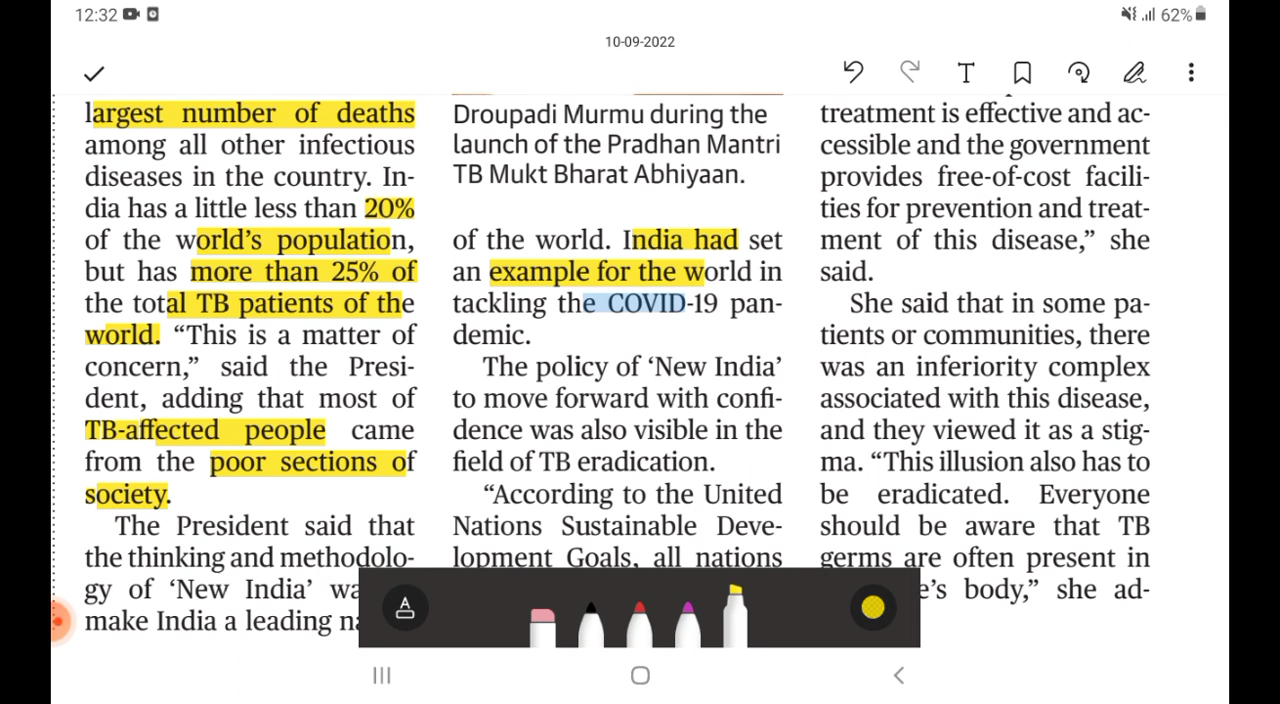 12:32
62%
10-09-2022
T
largest number of deaths
among all other infectious
diseases in the country. In-
dia has a little less than 20%
of the world's population,
but has more than 25% of
the total TB patients of the
world. “This is a matter of
concern,” said the Presi-
dent, adding that most of
TB-affected people came
from the poor sections of
society.
The President said that
the thinking and methodolo-
gy of ‘New India’
make India a leading
Droupadi Murmu during the
launch of the Pradhan Mantri
TB Mukt Bharat Abhiyaan.
of the world. India had set
an example for the world in
tackling the COVID-19 pan-
demic.
The policy of ‘New India’
to move forward with confi-
dence was also visible in the
field of TB eradication.
“According to the United
Nations Sustainable Deve-
lopment Goals, all nations
treatment is effective and ac-
cessible and the government
provides free-of-cost facili-
ties for prevention and treat-
ment of this disease,” she
said.
She said that in some pa-
tients or communities, there
was an inferiority complex
associated with this disease,
and they viewed it as a stig-
ma. “This illusion also has to
be eradicated. Everyone
should be aware that TB
germs are often present in
e’s body,” she ad-
A